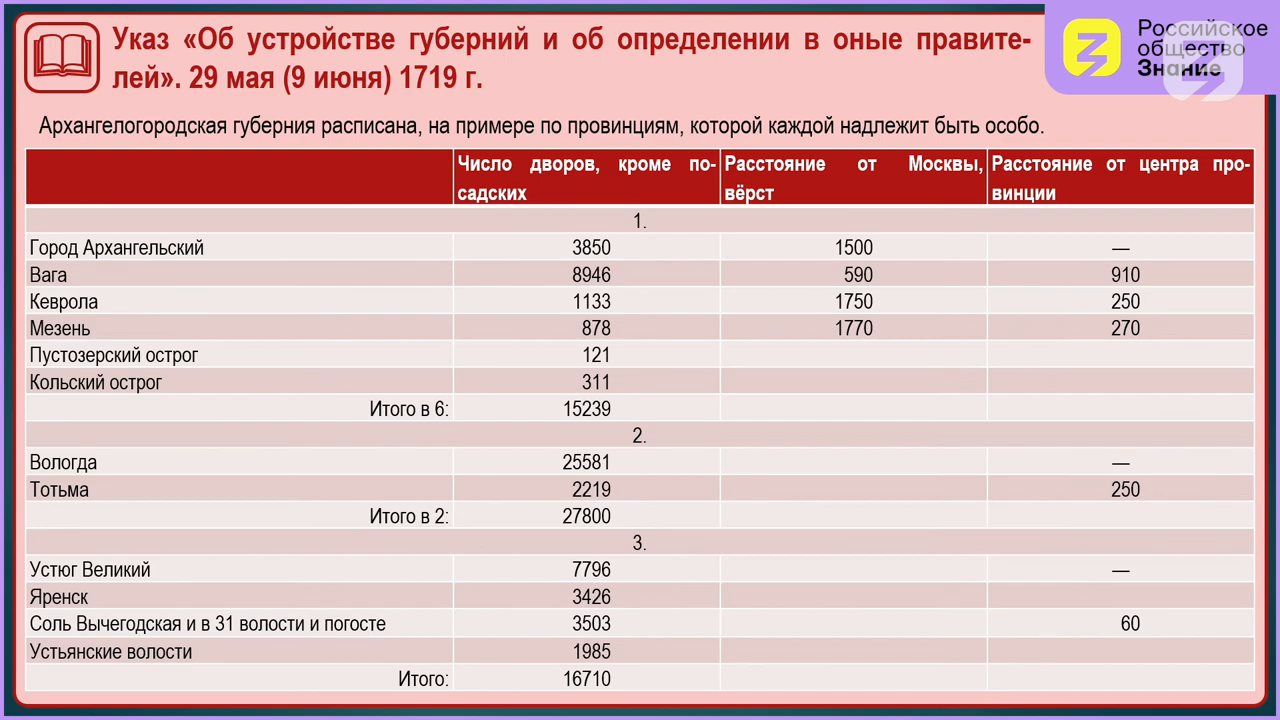 Указ «Об устройстве губерний и об определении в оные правите-
лей». 29 мая (9 июня) 1719 г.
Российское
общество
Знание
Архангелогородская губерния расписана, на примере по провинциям, которой каждой надлежит быть особо.
Число дворов, кроме по- Расстояние от Москвы, Расстояние от центра про-
садских вёрст винции
1.
Город Архангельский 3850 1500 —
Вага 8946 590 910
Кеврола 1133 1750 250
Мезень 878 1770 270
Пустозерский острог 121
Кольский острог 311
Итого в 6: 15239
2.
Вологда 25581 —
Тотьма 2219 250
Итого в 2: 27800
3.
Устюг Великий 7796 —
Яренск 3426
Соль Вычегодская и в 31 волости и погосте 3503 60
Устьянские волости 1985
Итого: 16710